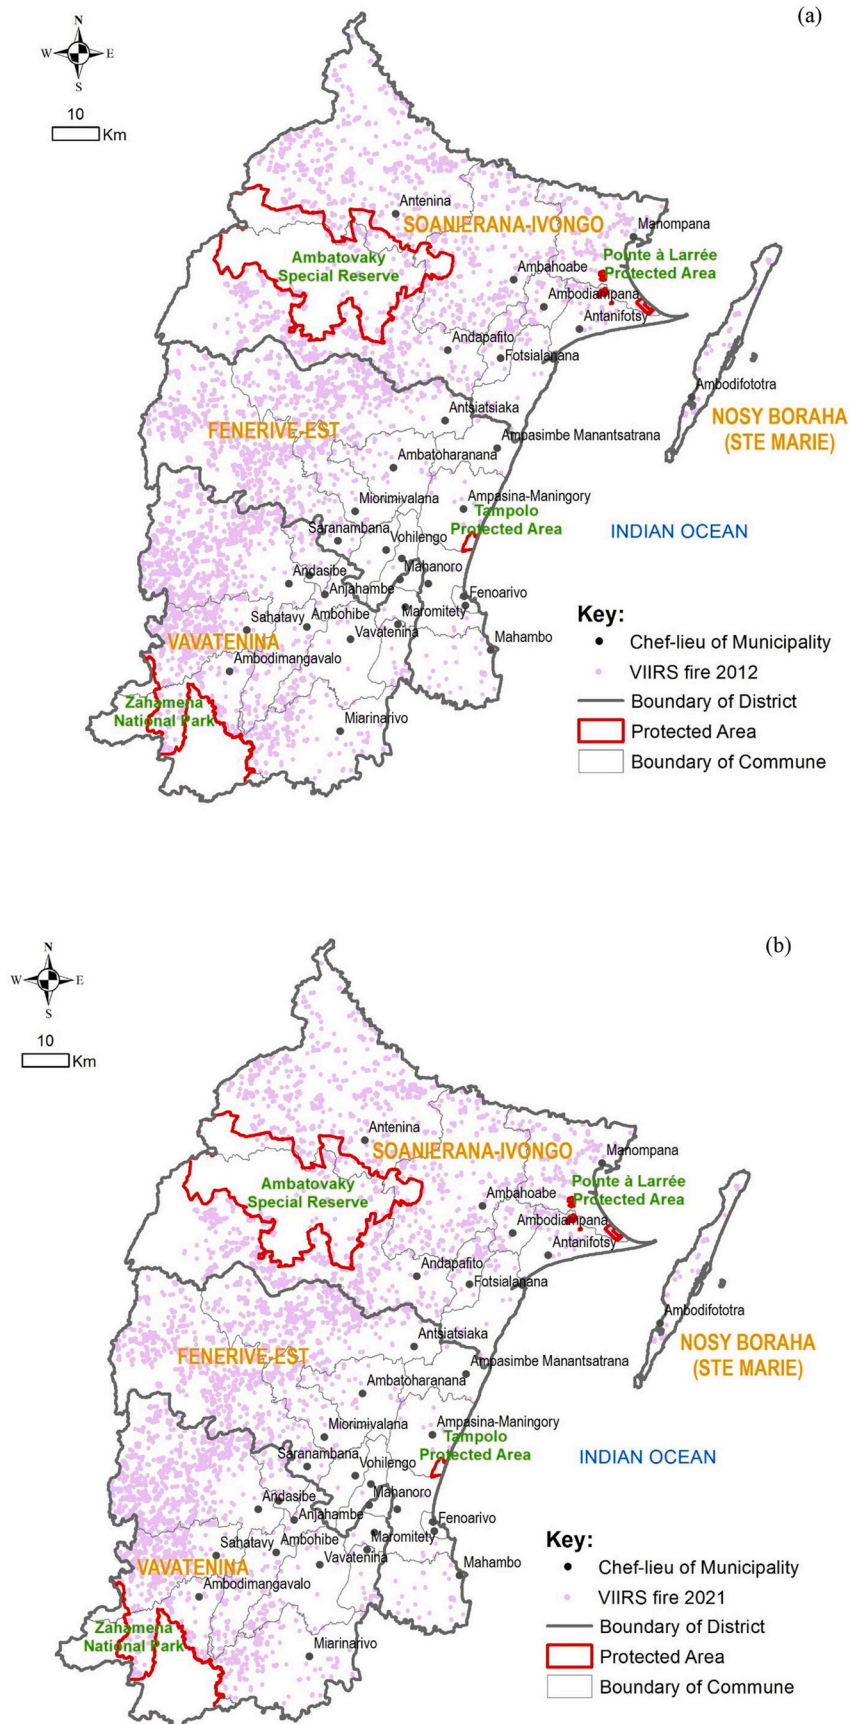 (a)
N
W E
S
10
Km
Antenina
SOANIERANA-IVONGO
Manompana
Ambatovaky
Special Reserve
Pointe à Larrée
Protected Area
Ambahoabe
Ambodiampana
Antanifotsy
Andapafito
Fotsialanana
Ambodifototra
Antsiatsiaka
NOSY BORAHA
(STE MARIE)
FENERIVE-EST
Ampasimbe Manantsatrana
Ambatoharanana
Miorimivalana
Ampasina-Maningory
Tampolo
Protected Area
Saranambana
Vohilengo
INDIAN OCEAN
Andasibe
Mahanoro
Anjahambe
Fenoarivo
Sahatavy
Ambohibe
Maromitety
VAVATENINA
Vavatenina
Mahambo
Ambodimangavalo
Zahamena
National Park
Miarinarivo
Key:
Chef-lieu of Municipality
VIIRS fire 2012
Boundary of District
Protected Area
Boundary of Commune
(b)
N
W E
S
10
Km
Antenina
SOANIERANA-IVONGO
Manompana
Ambatovaky
Special Reserve
Pointe à Larrée
Protected Area
Ambahoabe
Ambodiampana
Antanifotsy
Andapafito
Fotsialanana
Ambodifototra
Antsiatsiaka
NOSY BORAHA
(STE MARIE)
FENERIVE-EST
Ampasimbe Manantsatrana
Ambatoharanana
Miorimivalana
Ampasina-Maningory
Tampolo
Protected Area
Saranambana
Vohilengo
INDIAN OCEAN
Andasibe
Mahanoro
Anjahambe
Fenoarivo
Sahatavy
Ambohibe
Maromitety
VAVATENINA
Vavatenina
Mahambo
Ambodimangavalo
Zahamena
National Park
Miarinarivo
Key:
Chef-lieu of Municipality
VIIRS fire 2021
Boundary of District
Protected Area
Boundary of Commune